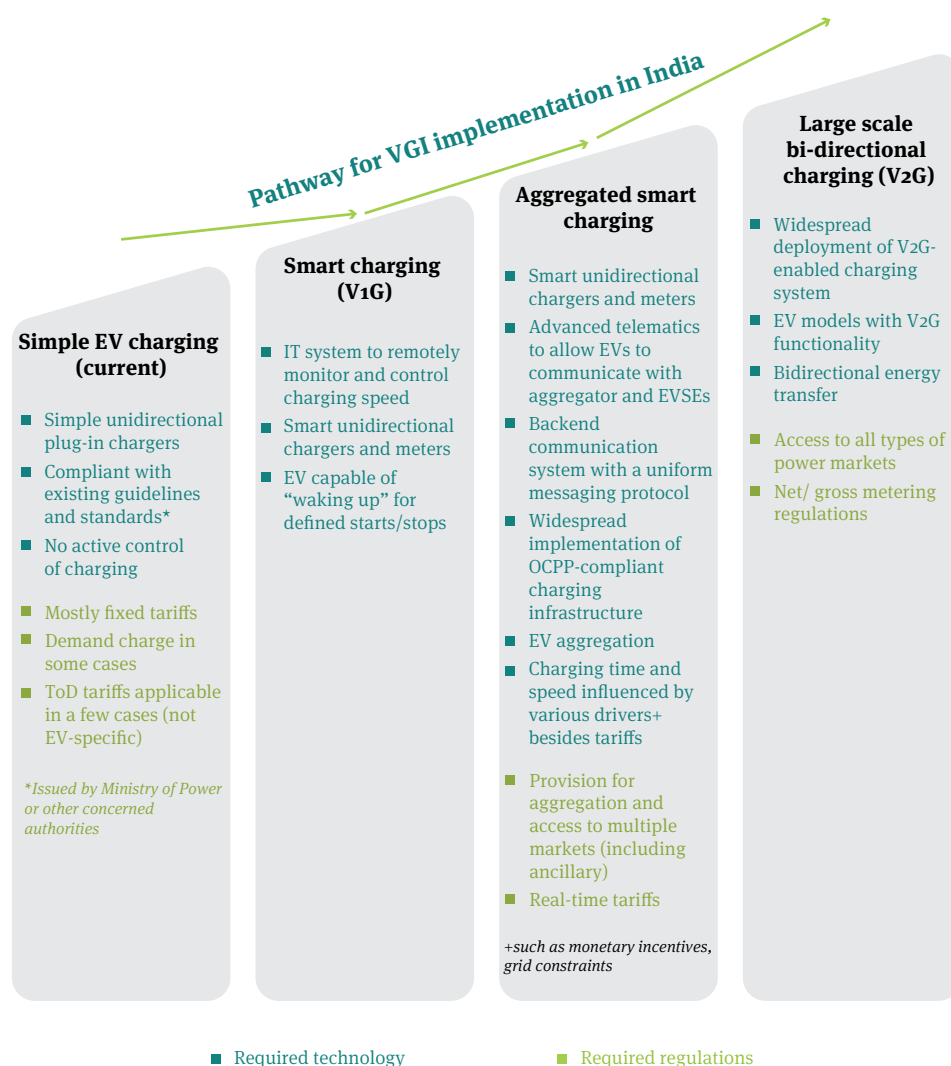 Pathway for VGI implementation in India
Simple EV charging
(current)
Simple unidirectional
plug-in chargers
Compliant with
existing guidelines
and standards*
No active control
of charging
Mostly fixed tariffs
Demand charge in
some cases
ToD tariffs applicable
in a few cases (not
EV-specific)
*Issued by Ministry of Power
or other concerned
authorities
Smart charging
(V1G)
IT system to remotely
monitor and control
charging speed
Smart unidirectional
chargers and meters
EV capable of
“waking up” for
defined starts/stops
Aggregated smart
charging
Smart unidirectional
chargers and meters
Advanced telematics
to allow EVs to
communicate with
aggregator and EVSEs
Backend
communication
system with a uniform
messaging protocol
Widespread
implementation of
OCPP-compliant
charging
infrastructure
EV aggregation
Charging time and
speed influenced by
various drivers+
besides tariffs
Provision for
aggregation and
access to multiple
markets (including
ancillary)
Real-time tariffs
+such as monetary incentives,
grid constraints
Large scale
bi-directional
charging (V2G)
Widespread
deployment of V2G-
enabled charging
system
EV models with V2G
functionality
Bidirectional energy
transfer
Access to all types of
power markets
Net/ gross metering
regulations
Required technology
Required regulations